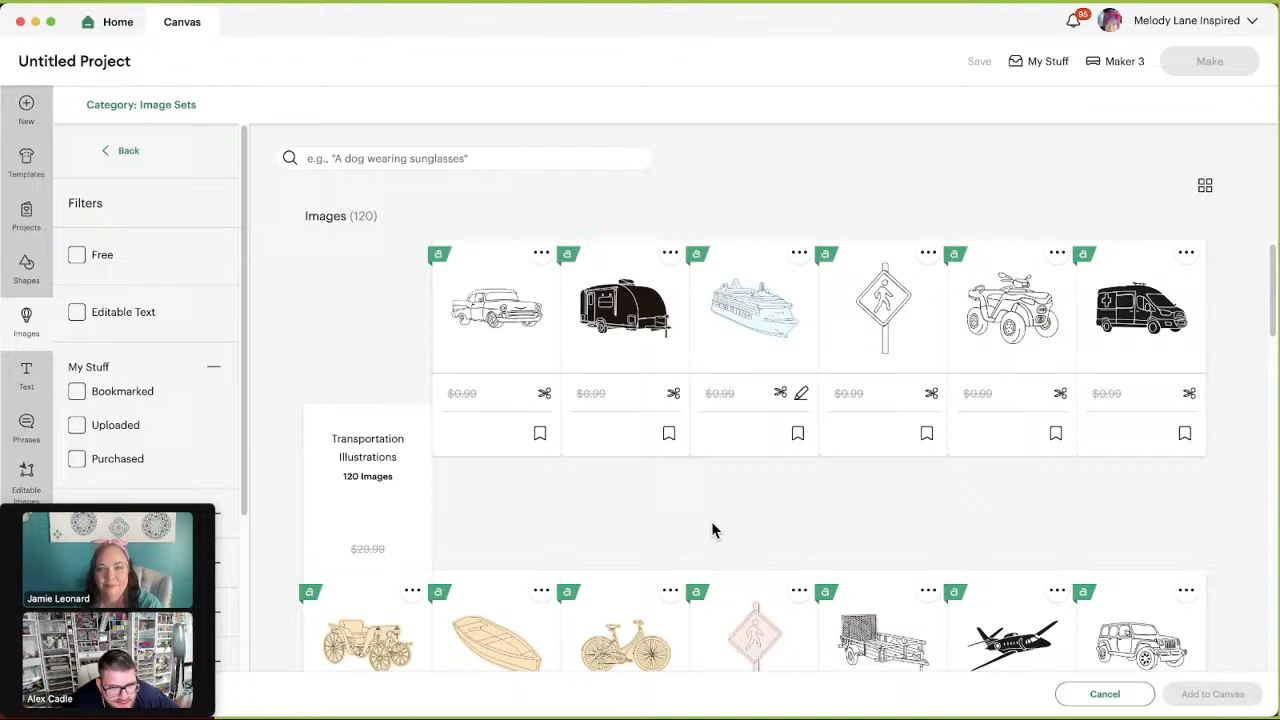 Home
Canvas
95
Melody Lane Inspired
Untitled Project
Save
My Stuff
Maker 3
Make
New
Templates
Projects
Shapes
Images
Text
Phrases
Editable
Images
Category: Image Sets
Back
Filters
Free
Editable Text
My Stuff
Bookmarked
Uploaded
Purchased
e.g., "A dog wearing sunglasses"
Images (120)
a
a
a
a
a
a
$0.99
$0.99
$0.99
$0.99
$0.99
$0.99
Transportation
Illustrations
120 Images
$29.99
a
a
a
a
a
a
a
Jamie Leonard
Alex Cadle
Cancel
Add to Canvas